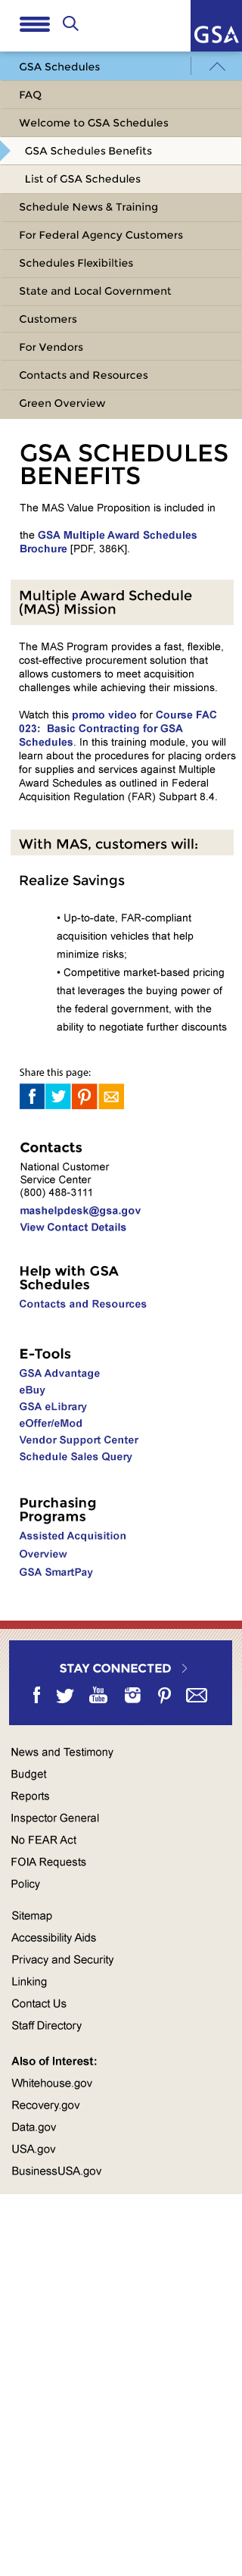 GSA
GSA Schedules
FAQ
Welcome to GSA Schedules
GSA Schedules Benefits
List of GSA Schedules
Schedule News & Training
For Federal Agency Customers
Schedules Flexibilties
State and Local Government
Customers
For Vendors
Contacts and Resources
Green Overview
GSA SCHEDULES
BENEFITS
The MAS Value Proposition is included in
the GSA Multiple Award Schedules
Brochure [PDF, 386K].
Multiple Award Schedule
(MAS) Mission
The MAS Program provides a fast, flexible,
cost-effective procurement solution that
allows customers to meet acquisition
challenges while achieving their missions.
Watch this promo video for Course FAC
023:  Basic Contracting for GSA
Schedules. In this training module, you will
learn about the procedures for placing orders
for supplies and services against Multiple
Award Schedules as outlined in Federal
Acquisition Regulation (FAR) Subpart 8.4.
With MAS, customers will:
Realize Savings
• Up-to-date, FAR-compliant
acquisition vehicles that help
minimize risks;
• Competitive market-based pricing
that leverages the buying power of
the federal government, with the
ability to negotiate further discounts
Share this page:
Contacts
National Customer
Service Center
(800) 488-3111
mashelpdesk@gsa.gov
View Contact Details
Help with GSA
Schedules
Contacts and Resources
E-Tools
GSA Advantage
eBuy
GSA eLibrary
eOffer/eMod
Vendor Support Center
Schedule Sales Query
Purchasing
Programs
Assisted Acquisition
Overview
GSA SmartPay
STAY CONNECTED
You
Tube
News and Testimony
Budget
Reports
Inspector General
No FEAR Act
FOIA Requests
Policy
Sitemap
Accessibility Aids
Privacy and Security
Linking
Contact Us
Staff Directory
Also of Interest:
Whitehouse.gov
Recovery.gov
Data.gov
USA.gov
BusinessUSA.gov